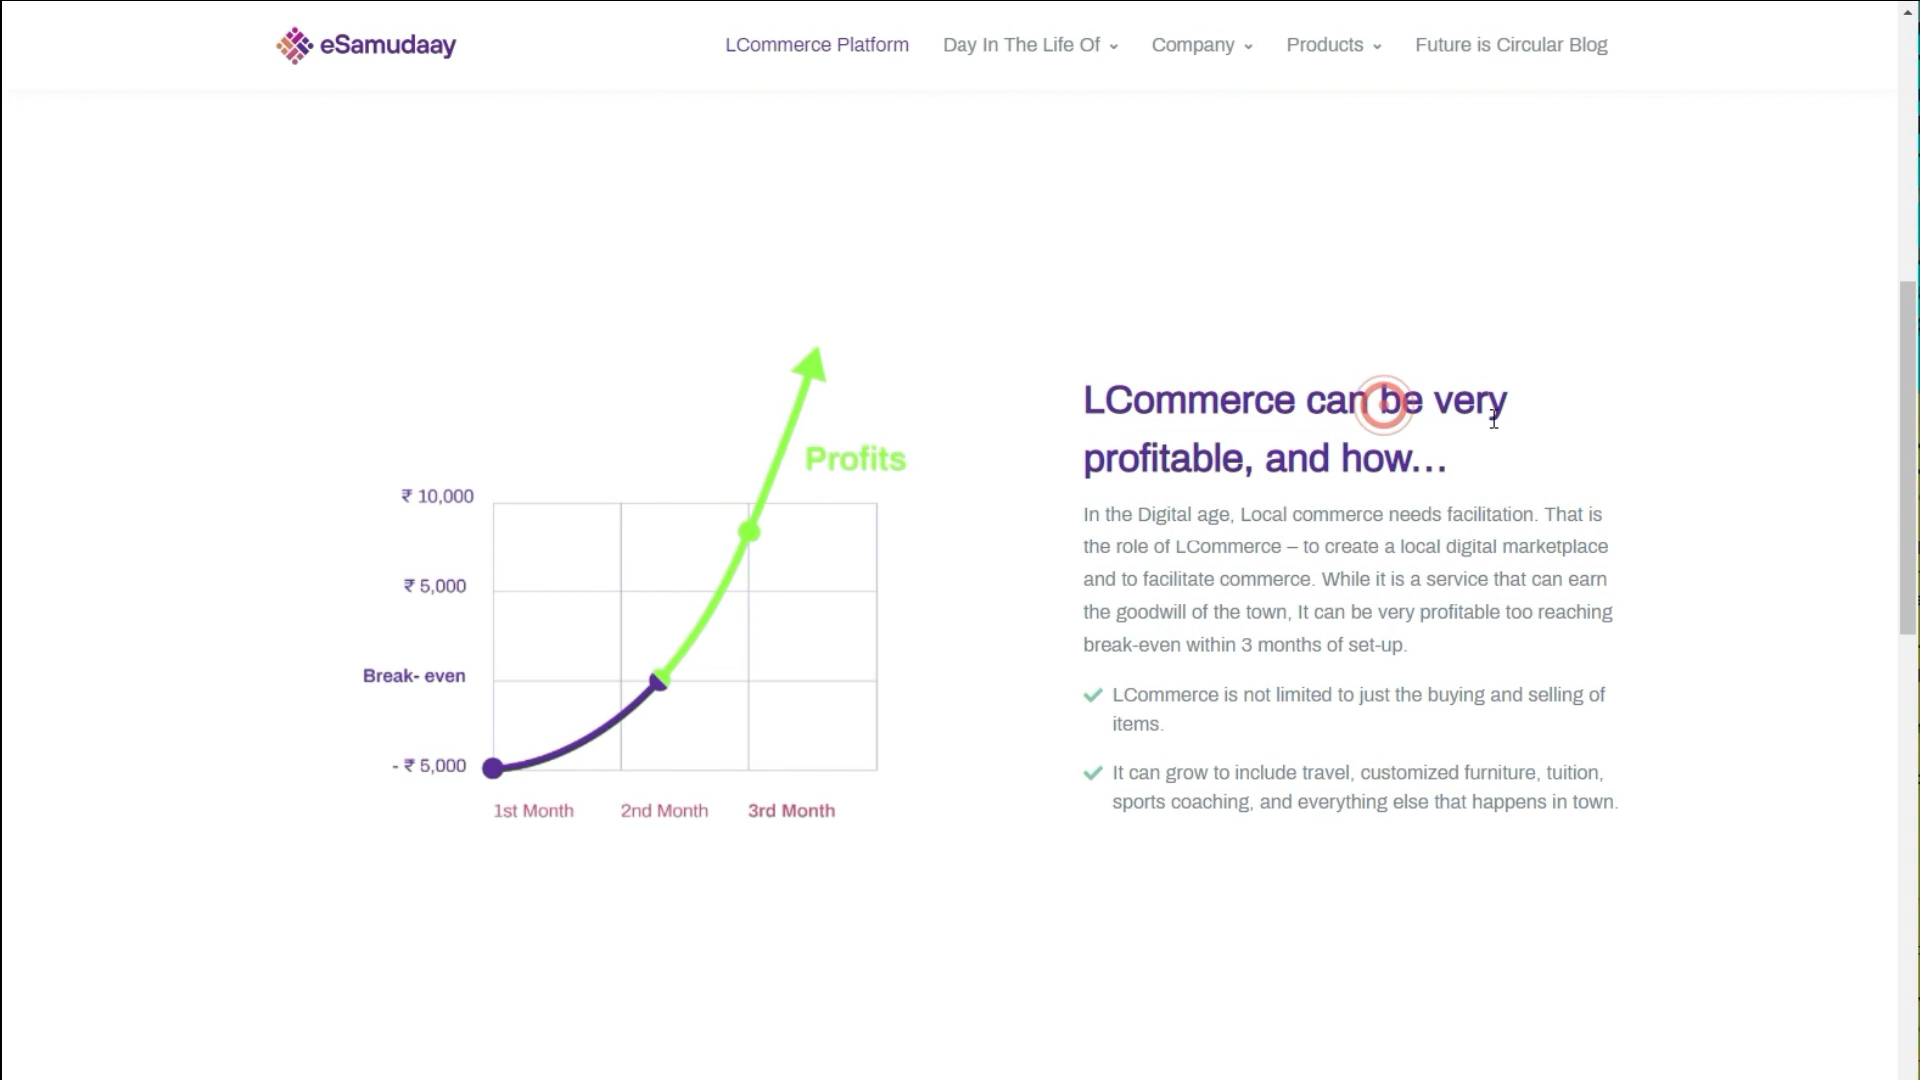 eSamudaay
LCommerce Platform
Day In The Life Of
Company
Products
Future is Circular Blog
Profits
₹ 10,000
₹ 5,000
Break- even
- ₹ 5,000
1st Month
2nd Month
3rd Month
LCommerce can be very
profitable, and how...
In the Digital age, Local commerce needs facilitation. That is
the role of LCommerce – to create a local digital marketplace
and to facilitate commerce. While it is a service that can earn
the goodwill of the town, It can be very profitable too reaching
break-even within 3 months of set-up.
LCommerce is not limited to just the buying and selling of
items.
It can grow to include travel, customized furniture, tuition,
sports coaching, and everything else that happens in town.